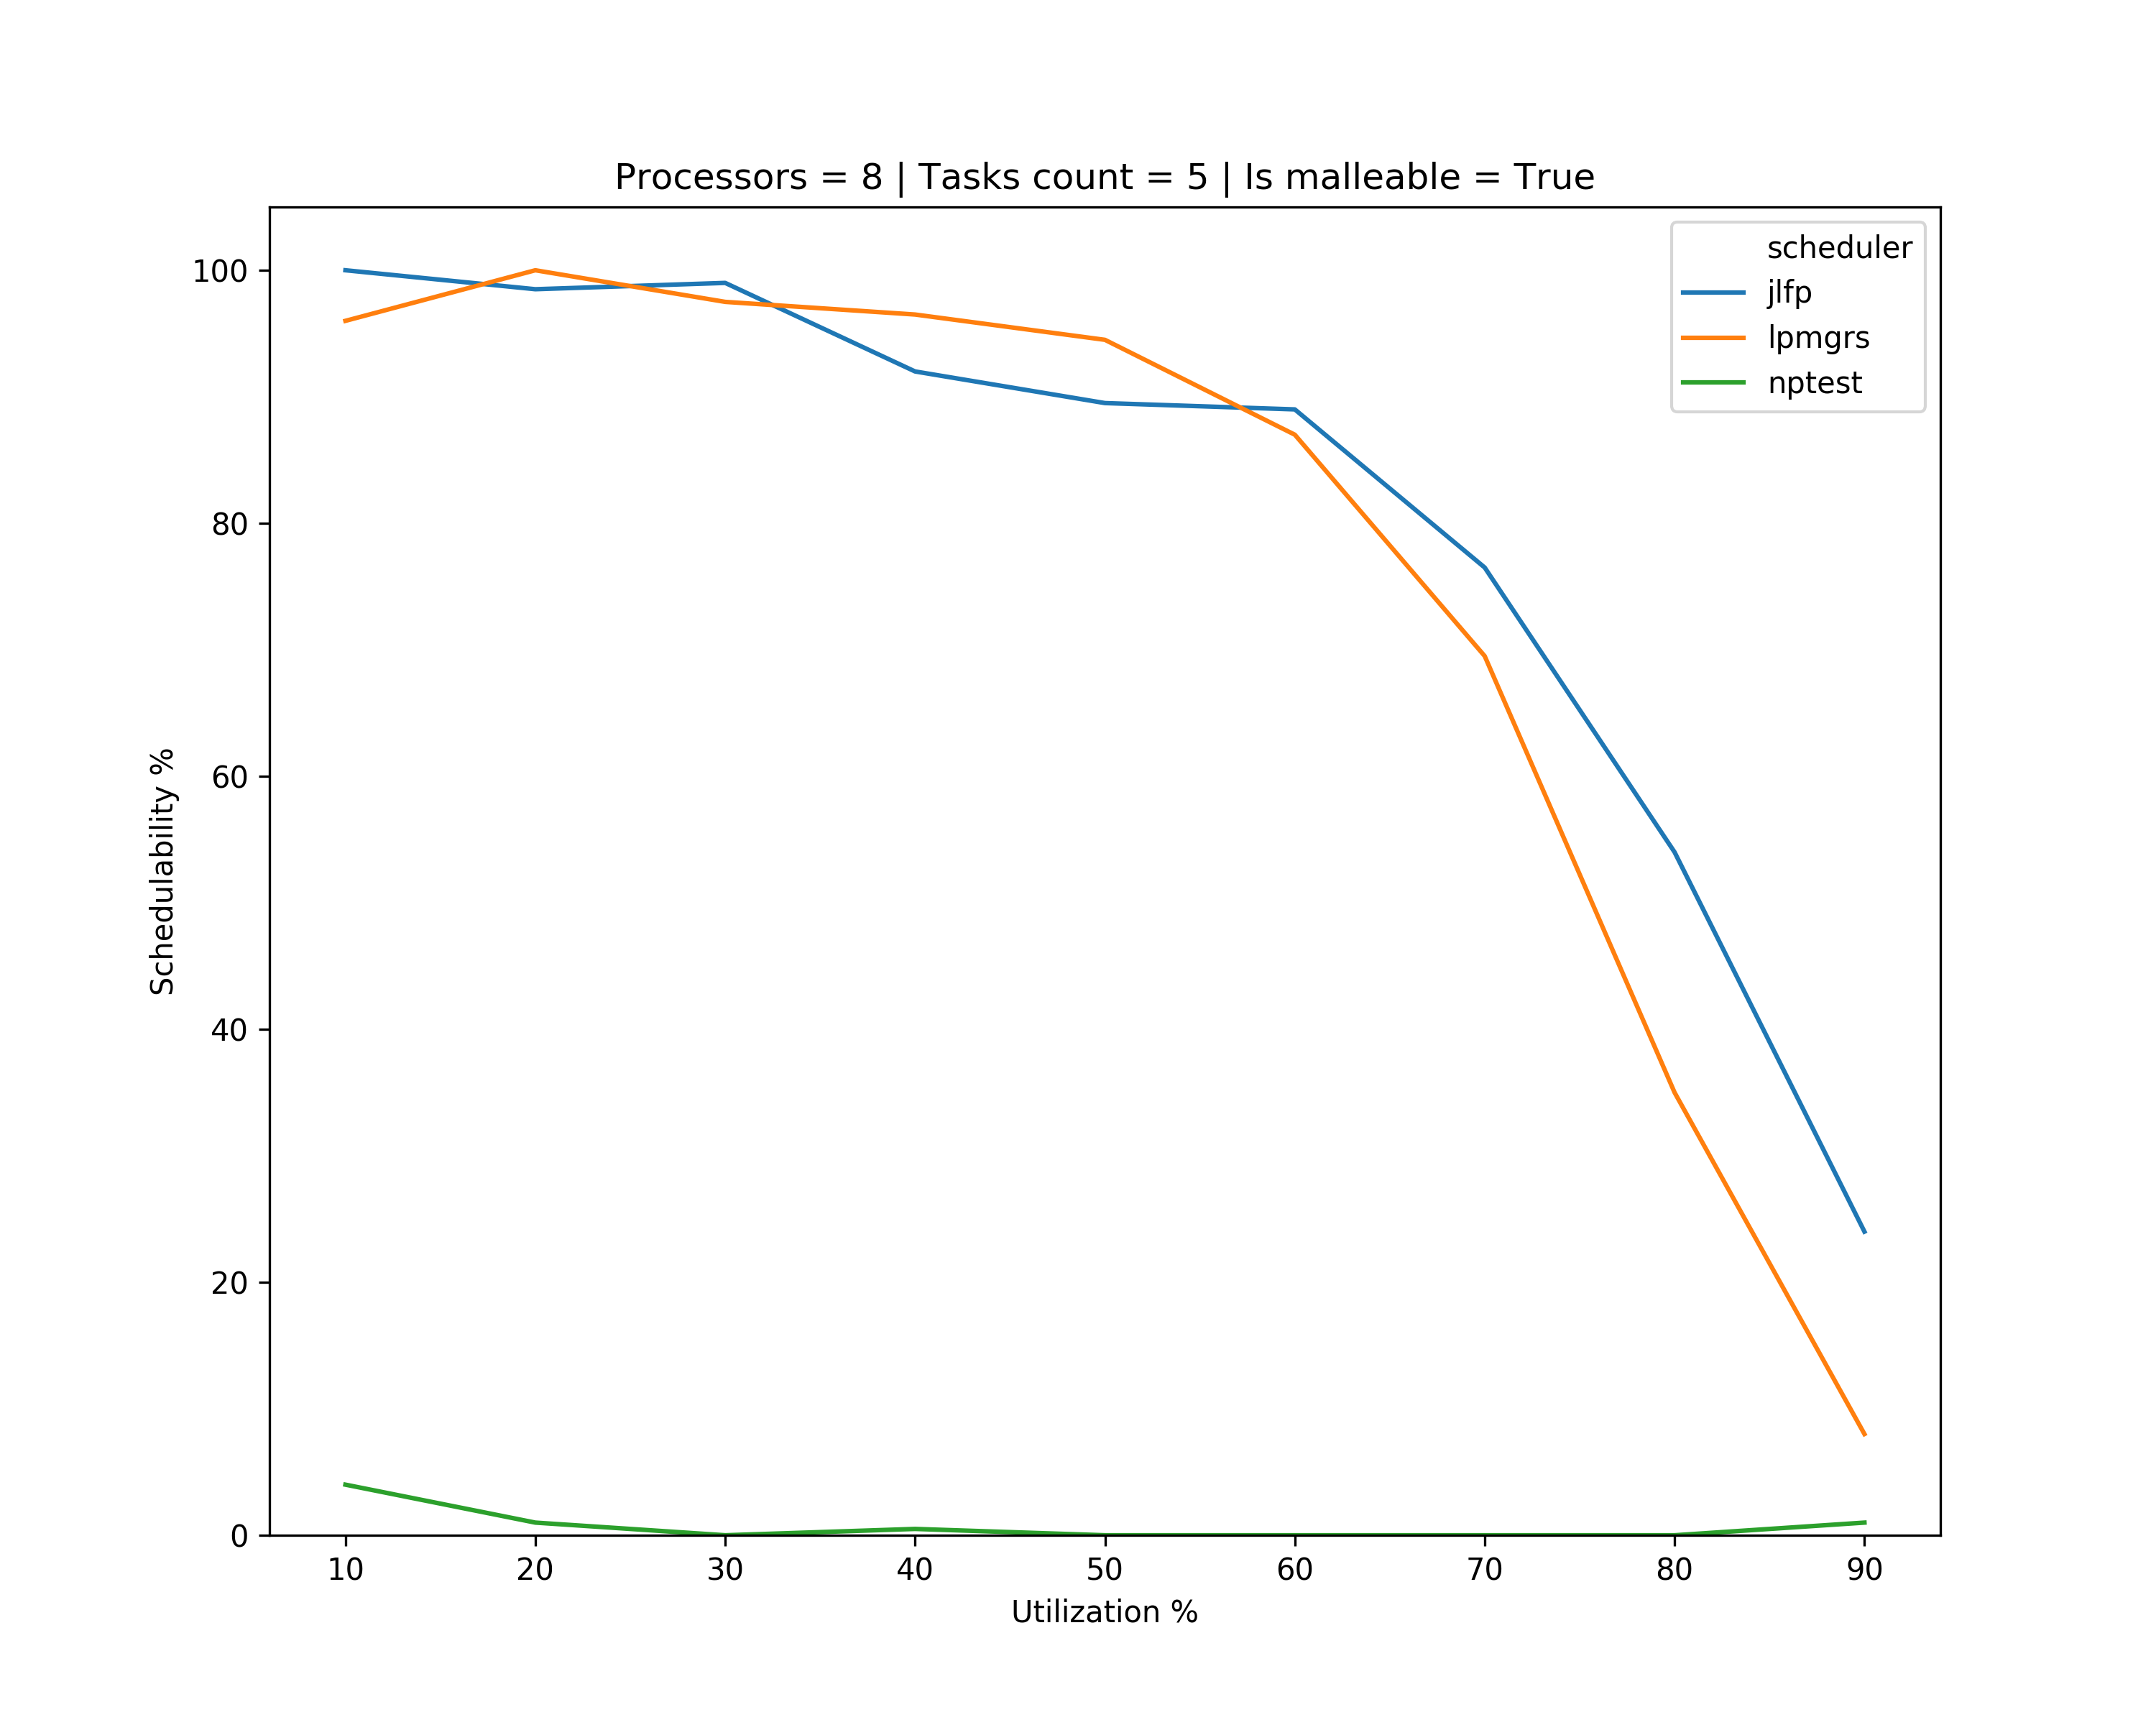 Processors = 8 | Tasks count = 5 | Is malleable = True
scheduler
jlfp
lpmgrs
nptest
Schedulability %
100
80
60
40
20
0
10 20 30 40 50 60 70 80 90
Utilization %